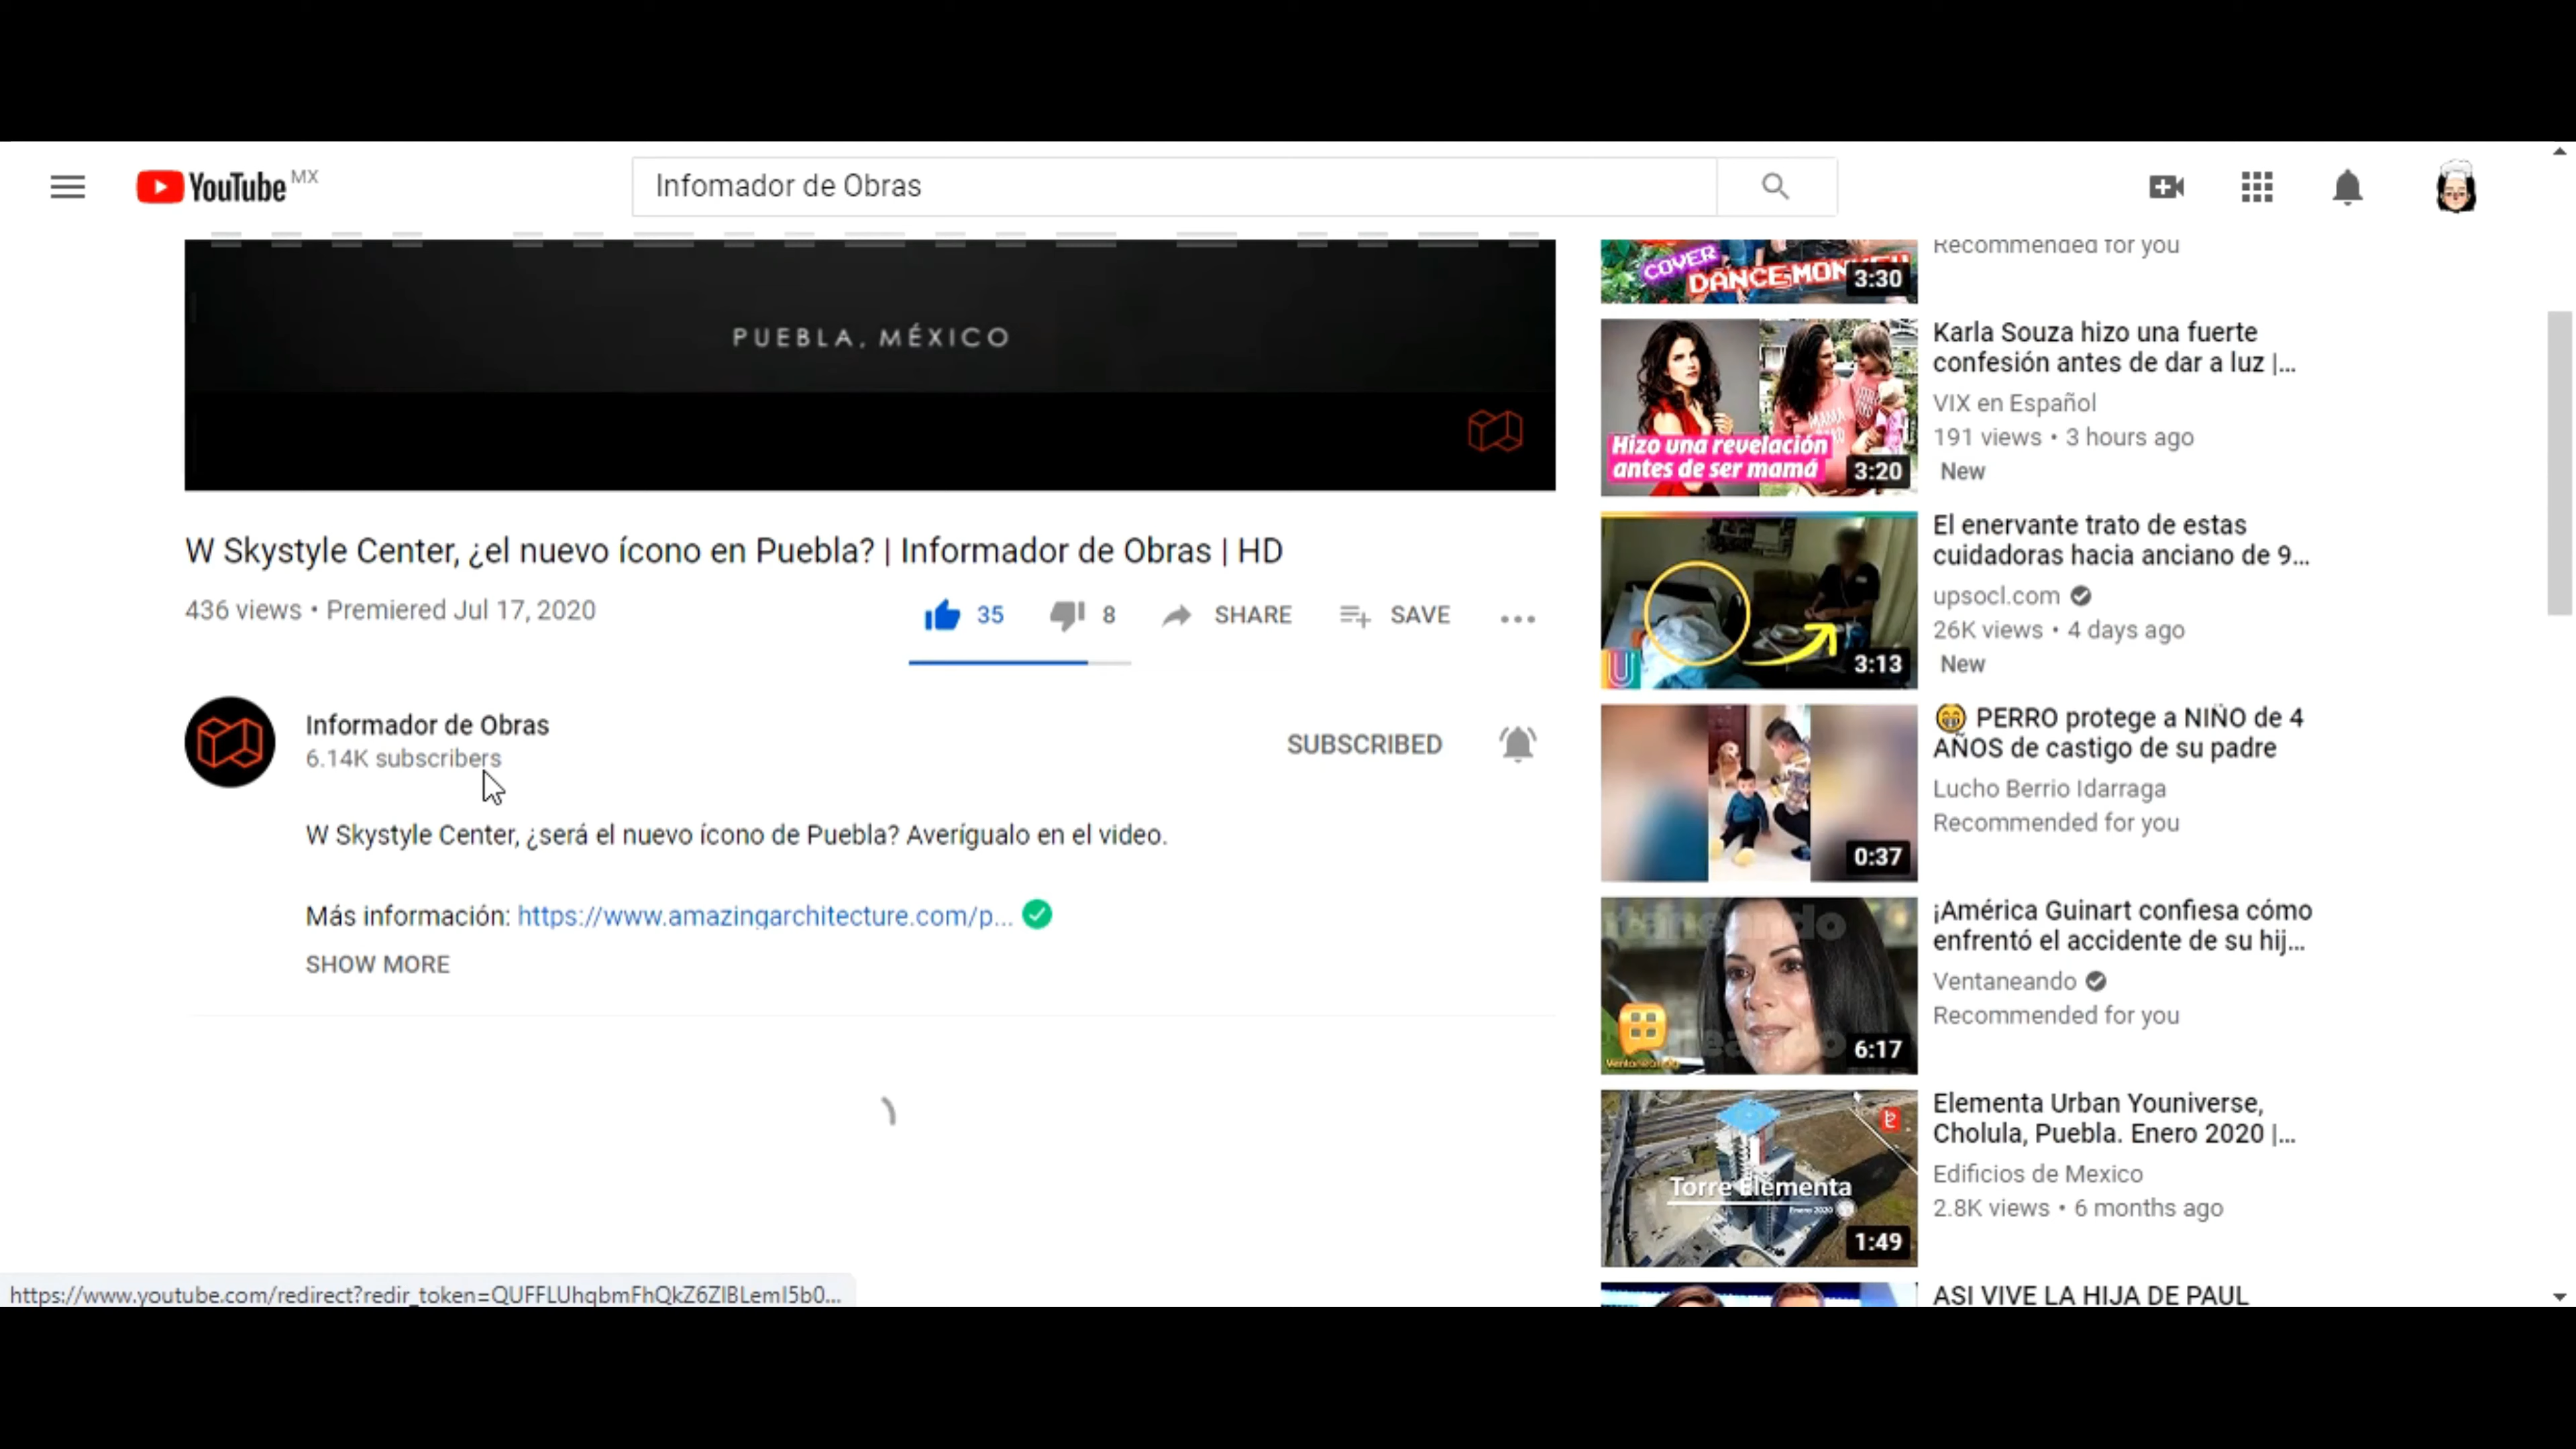 YouTube MX
Infomador de Obras
PUEBLA, MÉXICO
W Skystyle Center, ¿el nuevo ícono en Puebla? | Informador de Obras | HD
436 views • Premiered Jul 17, 2020
35
8
SHARE
SAVE
Informador de Obras
6.14K subscribers
SUBSCRIBED
W Skystyle Center, ¿será el nuevo ícono de Puebla? Averígualo en el video.
Más información: https://www.amazingarchitecture.com/p...
SHOW MORE
https://www.youtube.com/redirect?redir_token=
COVER
DANCE MONKEY
3:30
Recommended for you
Hizo una revelación
antes de ser mamá
3:20
Karla Souza hizo una fuerte
confesión antes de dar a luz |...
VIX en Español
191 views • 3 hours ago
New
3:13
El enervante trato de estas
cuidadoras hacia anciano de 9...
upsocl.com
26K views • 4 days ago
New
0:37
😁 PERRO protege a NIÑO de 4
AÑOS de castigo de su padre
Lucho Berrio Idarraga
Recommended for you
Ventaneando
6:17
¡América Guinart confiesa cómo
enfrentó el accidente de su hij...
Ventaneando
Recommended for you
Torre Elementa
Enero 2020
1:49
Elementa Urban Youniverse,
Cholula, Puebla. Enero 2020 |...
Edificios de Mexico
2.8K views • 6 months ago
ASI VIVE LA HIJA DE PAUL